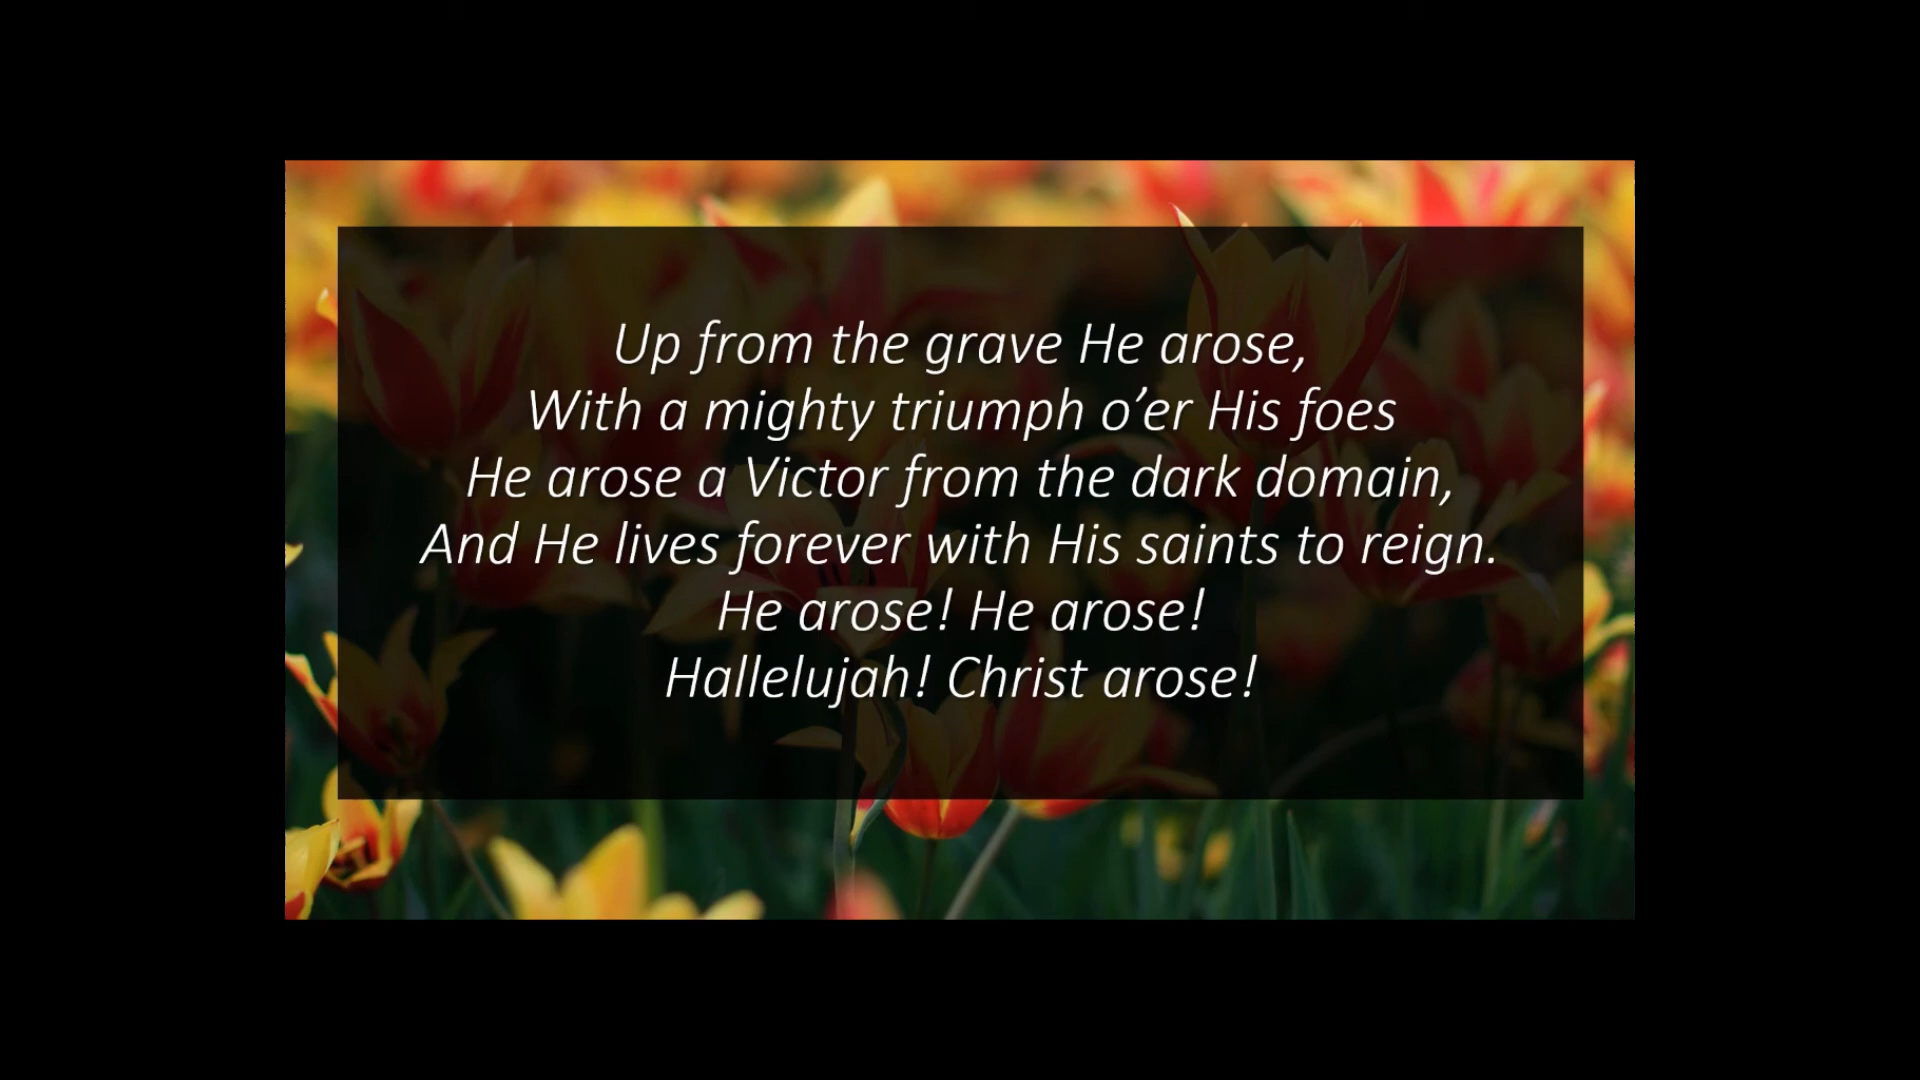 Up from the grave He arose,
With a mighty triumph o’er His foes
He arose a Victor from the dark domain,
And He lives forever with His saints to reign.
He arose! He arose!
Hallelujah! Christ arose!